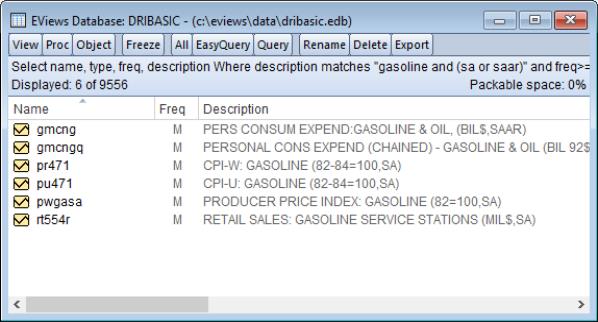 EViews Database: DRIBASIC - (c:\eviews\data\dribasic.edb)
View Proc Object Freeze All EasyQuery Query Rename Delete Export
Select name, type, freq, description Where description matches "gasoline and (sa or saar)" and freq>=
Displayed: 6 of 9556 Packable space: 0%
Name Freq Description
gmcng M PERS CONSUM EXPEND:GASOLINE & OIL, (BIL$,SAAR)
gmcngq M PERSONAL CONS EXPEND (CHAINED) - GASOLINE & OIL (BIL 92$
pr471 M CPI-W: GASOLINE (82-84=100,SA)
pu471 M CPI-U: GASOLINE (82-84=100,SA)
pwgasa M PRODUCER PRICE INDEX: GASOLINE (82=100,SA)
rt554r M RETAIL SALES: GASOLINE SERVICE STATIONS (MIL$,SA)